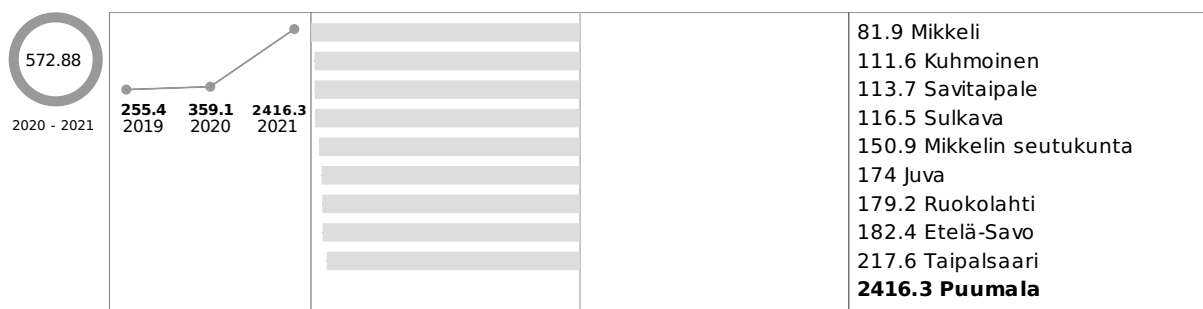 572.88
2020 - 2021
255.4 359.1 2416.3
2019 2020 2021
81.9 Mikkeli
111.6 Kuhmoinen
113.7 Savitaipale
116.5 Sulkava
150.9 Mikkelin seutukunta
174 Juva
179.2 Ruokolahti
182.4 Etelä-Savo
217.6 Taipalsaari
2416.3 Puumala